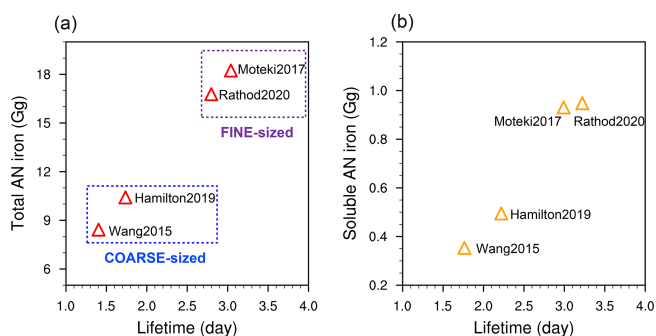 (a)
Total AN iron (Gg)
18
15
12
9
6
Moteki2017
Rathod2020
FINE-sized
Hamilton2019
Wang2015
COARSE-sized
1.0 1.5 2.0 2.5 3.0 3.5 4.0
Lifetime (day)
(b)
Soluble AN iron (Gg)
1.2
1.0
0.8
0.6
0.4
0.2
Moteki2017 Rathod2020
Hamilton2019
Wang2015
1.0 1.5 2.0 2.5 3.0 3.5 4.0
Lifetime (day)